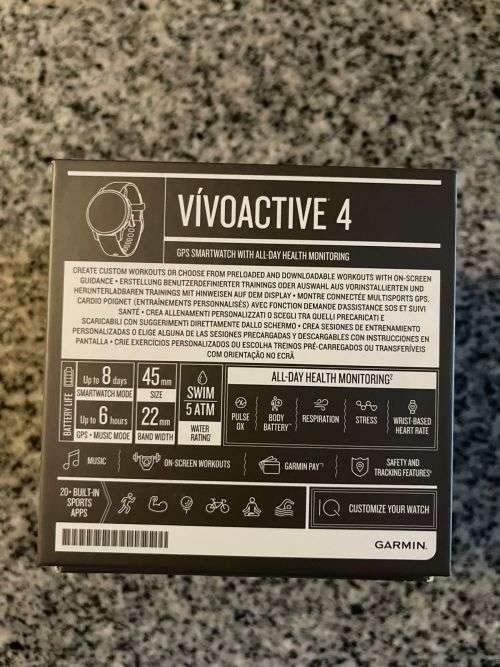 VÍVOACTIVE® 4
GPS SMARTWATCH WITH ALL-DAY HEALTH MONITORING
CREATE CUSTOM WORKOUTS OR CHOOSE FROM PRELOADED AND DOWNLOADABLE WORKOUTS WITH ON-SCREEN
GUIDANCE • ERSTELLUNG BENUTZERDEFINIERTER TRAININGS ODER AUSWAHL AUS VORINSTALLIERTEN UND
HERUNTERLADBAREN TRAININGS MIT HINWEISEN AUF DEM DISPLAY • MONTRE CONNECTÉE MULTISPORTS GPS,
CARDIO POIGNET (ENTRAÎNEMENTS PERSONNALISÉS) AVEC FONCTION DEMANDE D'ASSISTANCE SOS ET SUIVI
SANTÉ • CREA ALLENAMENTI PERSONALIZZATI O SCEGLI TRA QUELLI PRECARICATI E
SCARICABILI CON SUGGERIMENTI DIRETTAMENTE DALLO SCHERMO • CREA SESIONES DE ENTRENAMIENTO
PERSONALIZADAS O ELIGE ALGUNA DE LAS SESIONES PRECARGADAS Y DESCARGABLES CON INSTRUCCIONES EN
PANTALLA • CRIE EXERCÍCIOS PERSONALIZADOS OU ESCOLHA TREINOS PRÉ-CARREGADOS OU TRANSFERÍVEIS
COM ORIENTAÇÃO NO ECRÃ
BATTERY LIFE
Up to 8 days
SMARTWATCH MODE
Up to 6 hours
GPS + MUSIC MODE
45 mm
SIZE
22 mm
BAND WIDTH
SWIM
5 ATM
WATER
RATING
ALL-DAY HEALTH MONITORING²
PULSE
OX
BODY
BATTERY™
RESPIRATION
STRESS
WRIST-BASED
HEART RATE
MUSIC
ON-SCREEN WORKOUTS
GARMIN PAY™
SAFETY AND
TRACKING FEATURES³
20+ BUILT-IN
SPORTS
APPS
IQ
CUSTOMIZE YOUR WATCH
GARMIN.